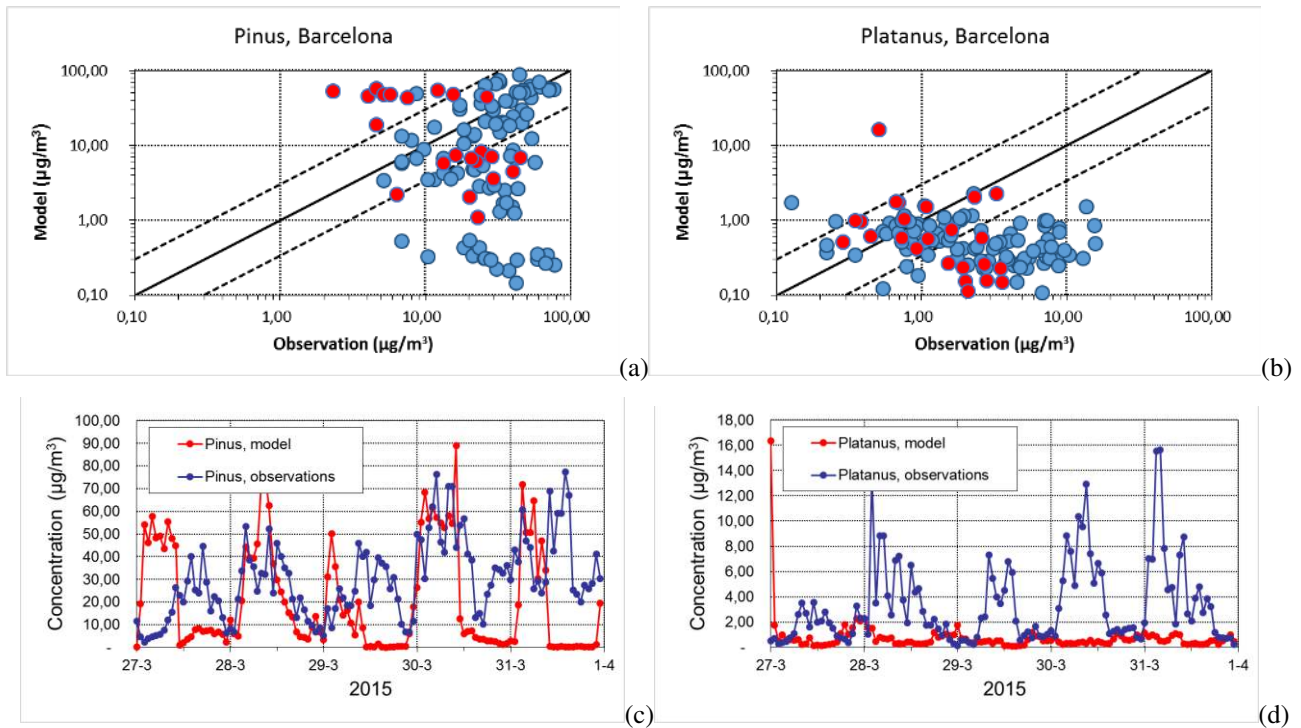 Pinus, Barcelona
100,00
10,00
1,00
0,10
0,10 1,00 10,00 100,00
Model (µg/m³)
Observation (µg/m³)
(a)
Platanus, Barcelona
100,00
10,00
1,00
0,10
0,10 1,00 10,00 100,00
Model (µg/m³)
Observation (µg/m³)
(b)
100,00
90,00
80,00
70,00
60,00
50,00
40,00
30,00
20,00
10,00
-
Concentration (µg/m³)
Pinus, model
Pinus, observations
27-3 28-3 29-3 30-3 31-3 1-4
2015
(c)
18,00
16,00
14,00
12,00
10,00
8,00
6,00
4,00
2,00
-
Concentration (µg/m³)
Platanus, model
Platanus, observations
27-3 28-3 29-3 30-3 31-3 1-4
2015
(d)